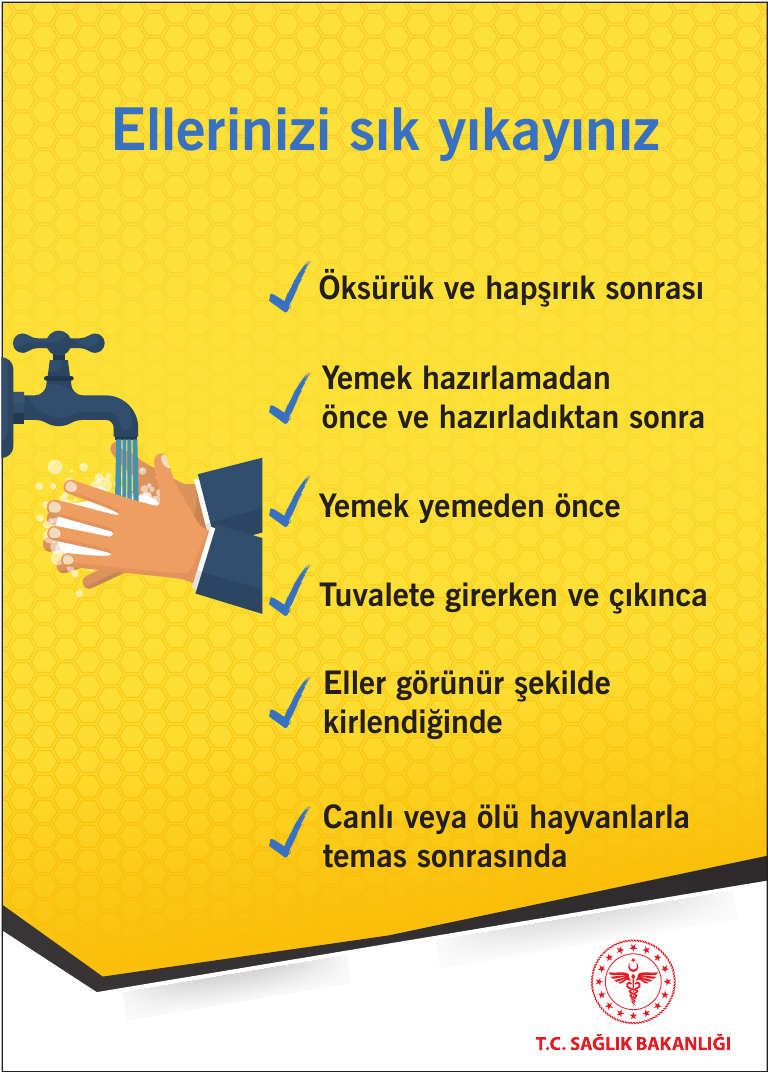 Ellerinizi sık yıkayınız
Öksürük ve hapşırık sonrası
Yemek hazırlamadan
önce ve hazırladıktan sonra
Yemek yemeden önce
Tuvalete girerken ve çıkınca
Eller görünür şekilde
kirlendiğinde
Canlı veya ölü hayvanlarla
temas sonrasında
T.C. SAĞLIK BAKANLIĞI